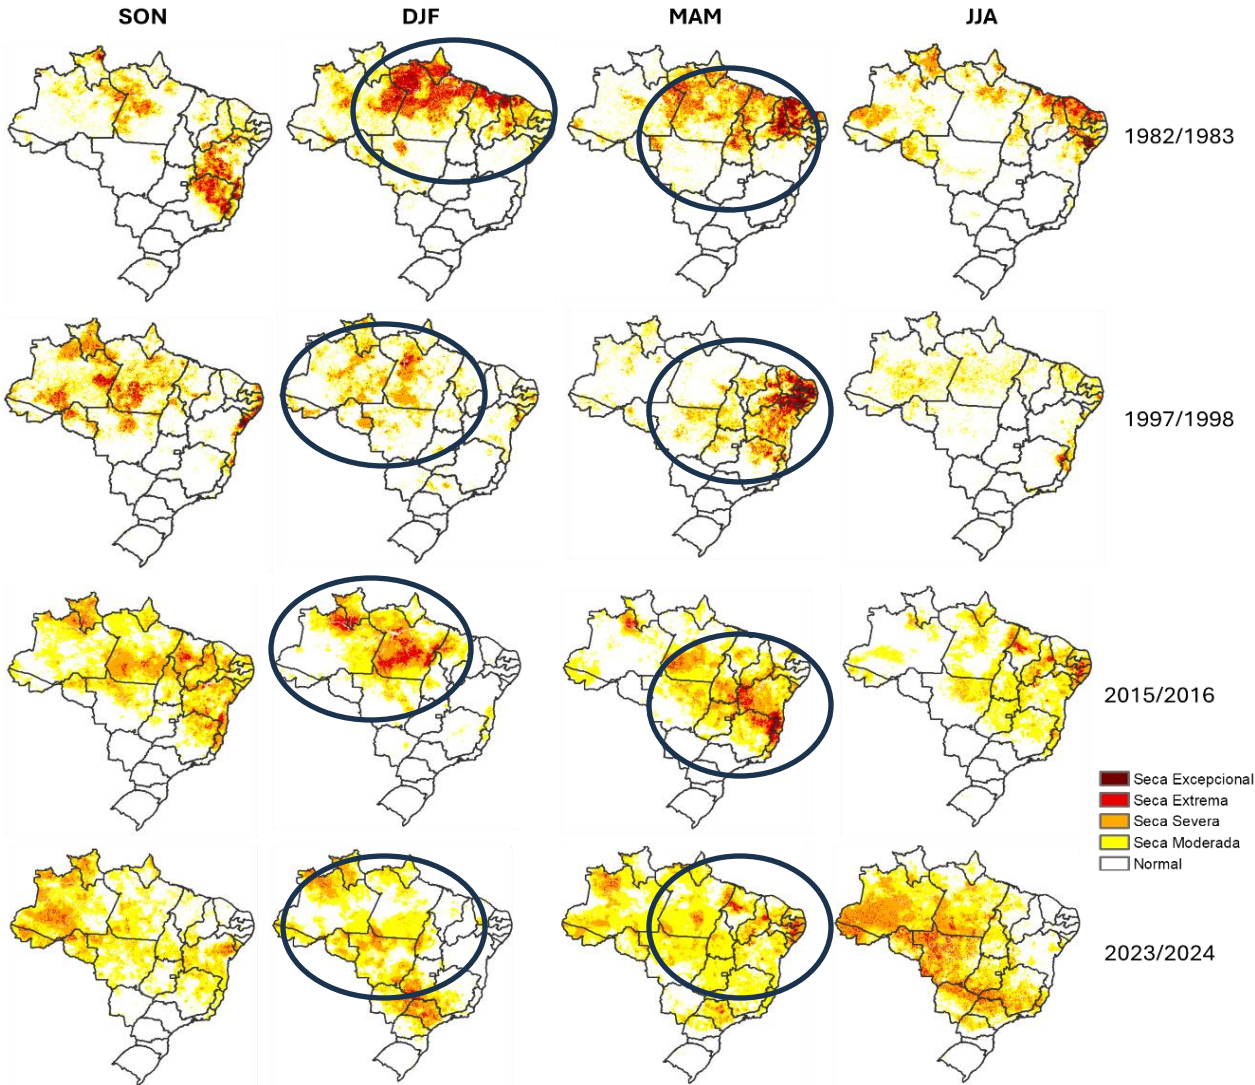 SON DJF MAM JJA
1982/1983
1997/1998
2015/2016
Seca Excepcional
Seca Extrema
Seca Severa
Seca Moderada
Normal
2023/2024